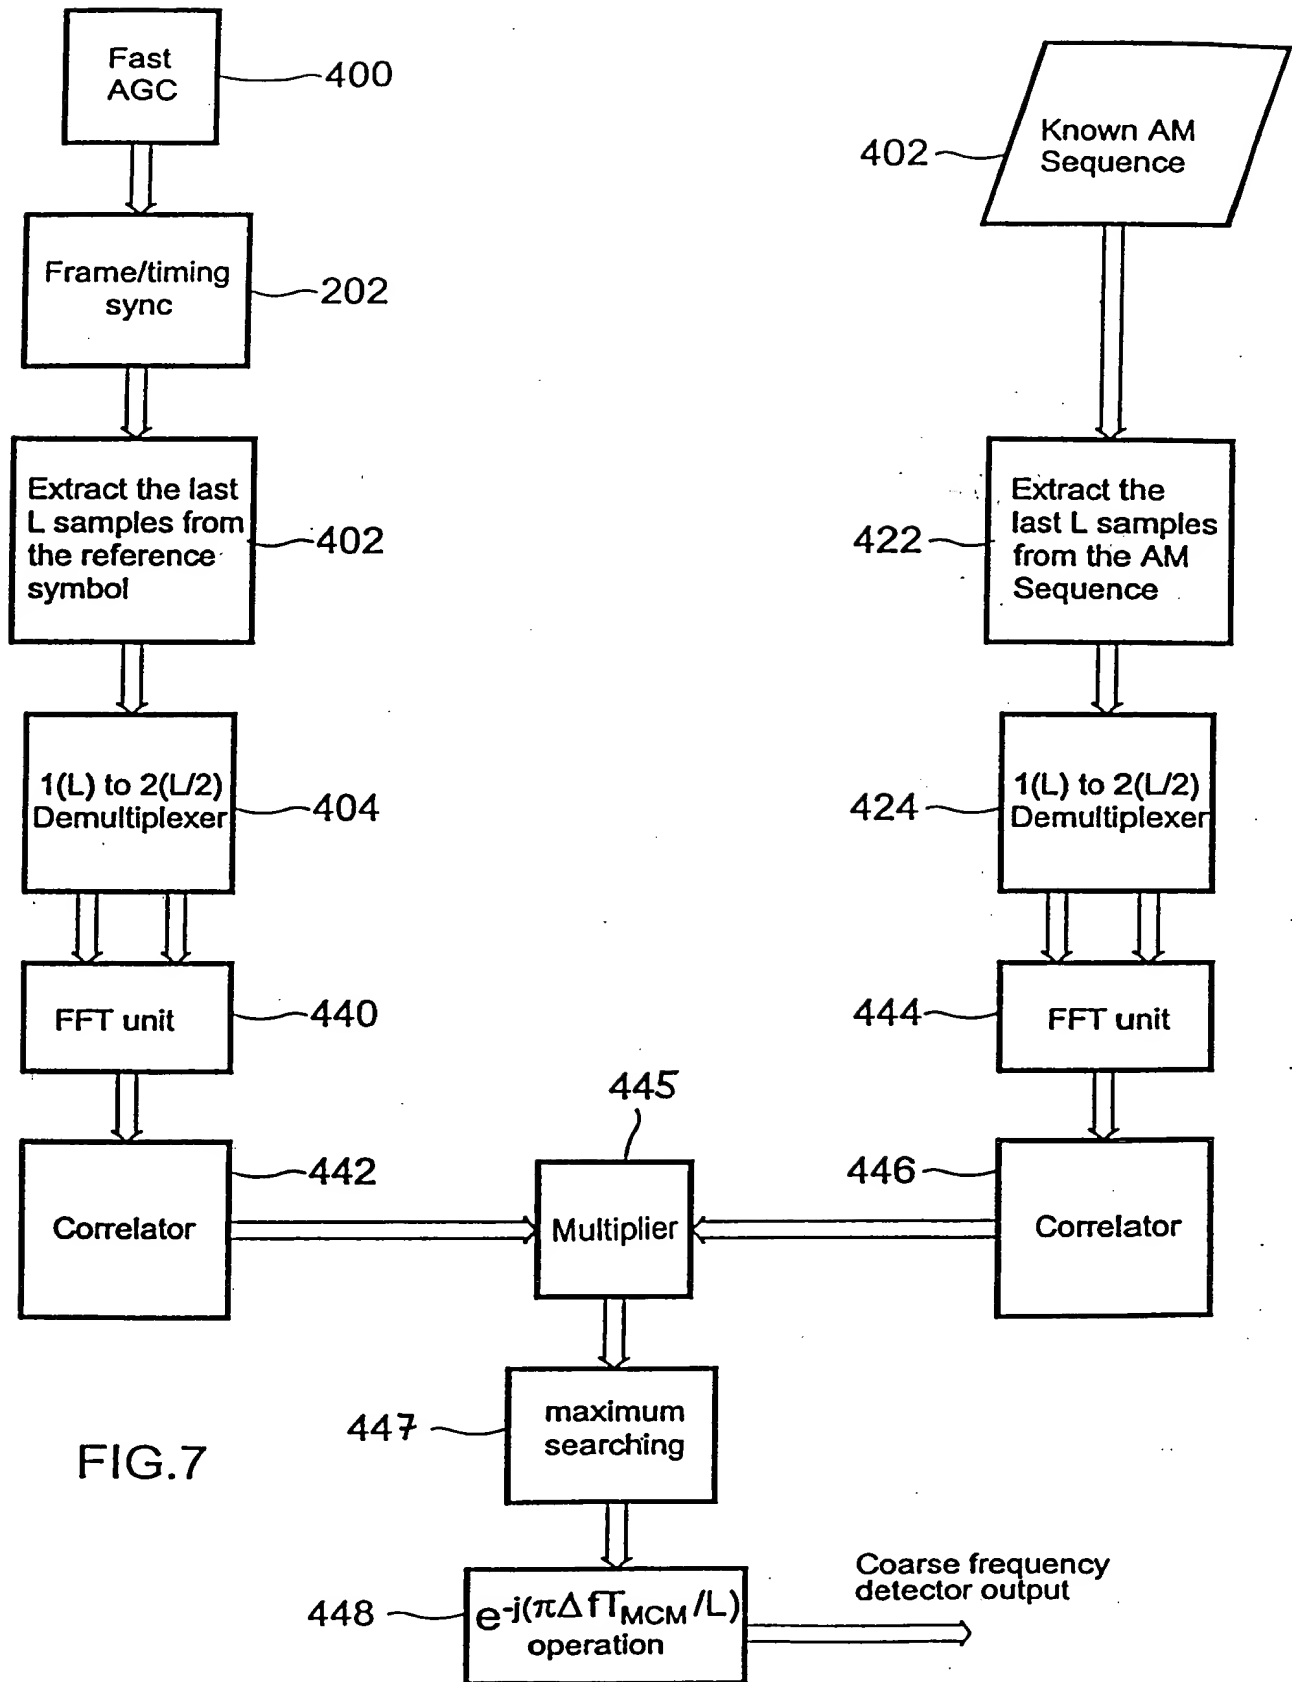 Fast
AGC
400
Known AM
Sequence
402
Frame/timing
sync
202
Extract the last
L samples from
the reference
symbol
402
422
Extract the
last L samples
from the AM
Sequence
1(L) to 2(L/2)
Demultiplexer
404
424
1(L) to 2(L/2)
Demultiplexer
FFT unit
440
444
FFT unit
445
442
446
Correlator
Multiplier
Correlator
447
maximum
searching
FIG.7
448
e^-j(πΔfT_MCM/L)
operation
Coarse frequency
detector output